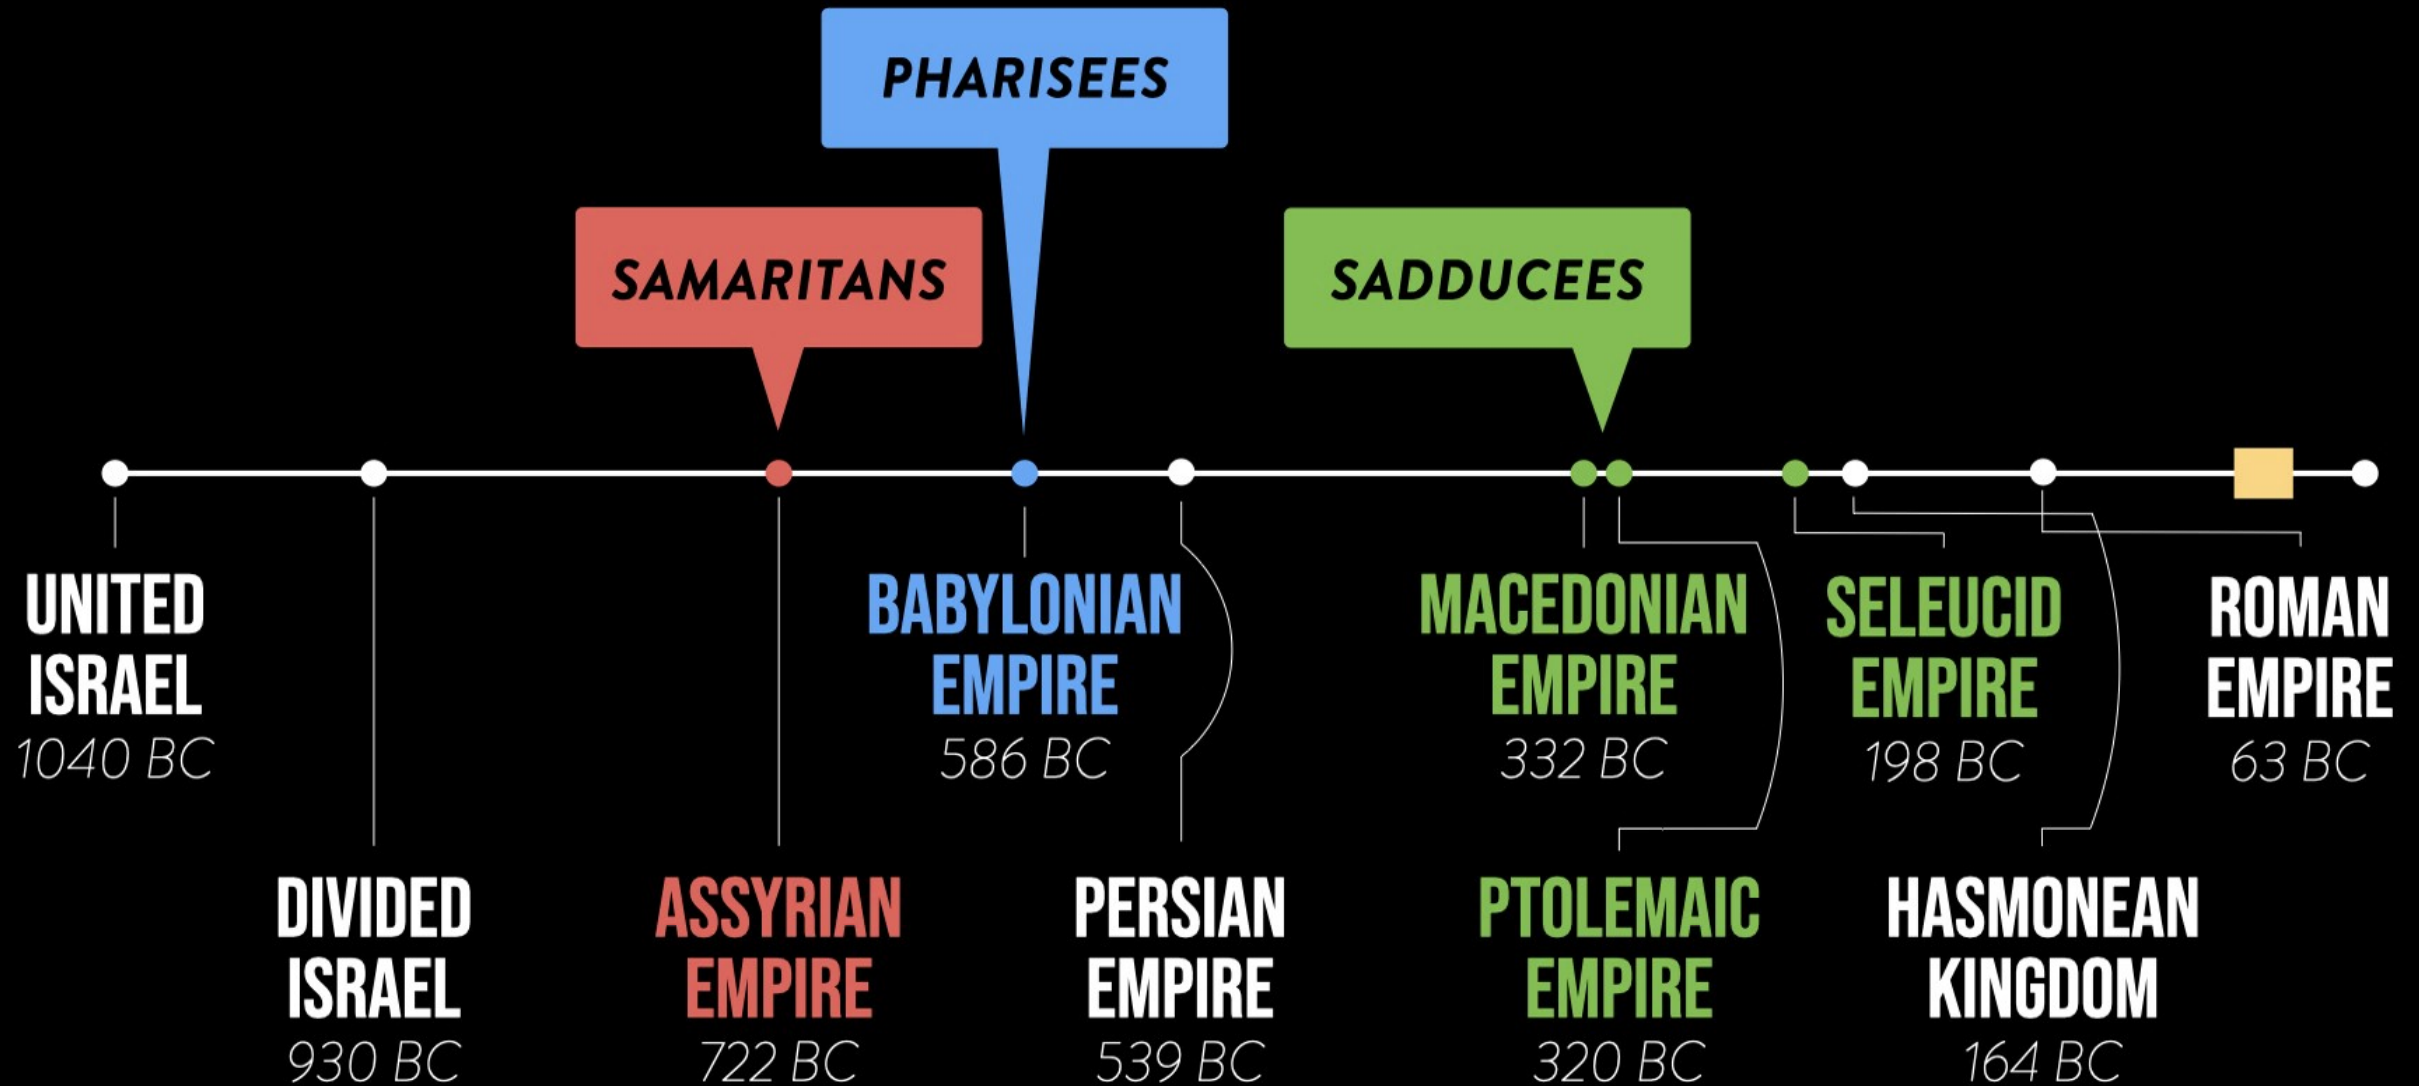 PHARISEES
SAMARITANS
SADDUCEES
UNITED
ISRAEL
1040 BC
DIVIDED
ISRAEL
930 BC
ASSYRIAN
EMPIRE
722 BC
BABYLONIAN
EMPIRE
586 BC
PERSIAN
EMPIRE
539 BC
MACEDONIAN
EMPIRE
332 BC
PTOLEMAIC
EMPIRE
320 BC
SELEUCID
EMPIRE
198 BC
HASMONEAN
KINGDOM
164 BC
ROMAN
EMPIRE
63 BC